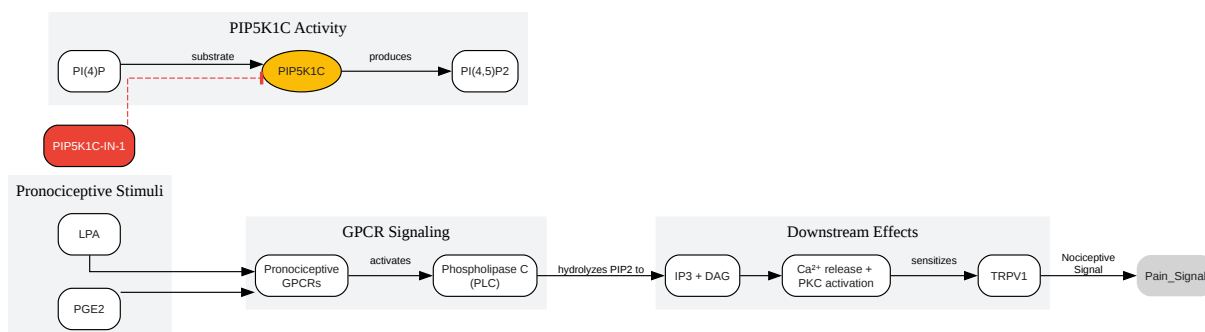 PIP5K1C Activity
substrate
produces
PI(4)P
PIP5K1C
PI(4,5)P2
PIP5K1C-IN-1
Pronociceptive Stimuli
LPA
PGE2
GPCR Signaling
Pronociceptive
GPCRs
activates
Phospholipase C
(PLC)
hydrolyzes PIP2 to
Downstream Effects
IP3 + DAG
Ca²⁺ release +
PKC activation
sensitizes
TRPV1
Nociceptive
Signal
Pain_Signal